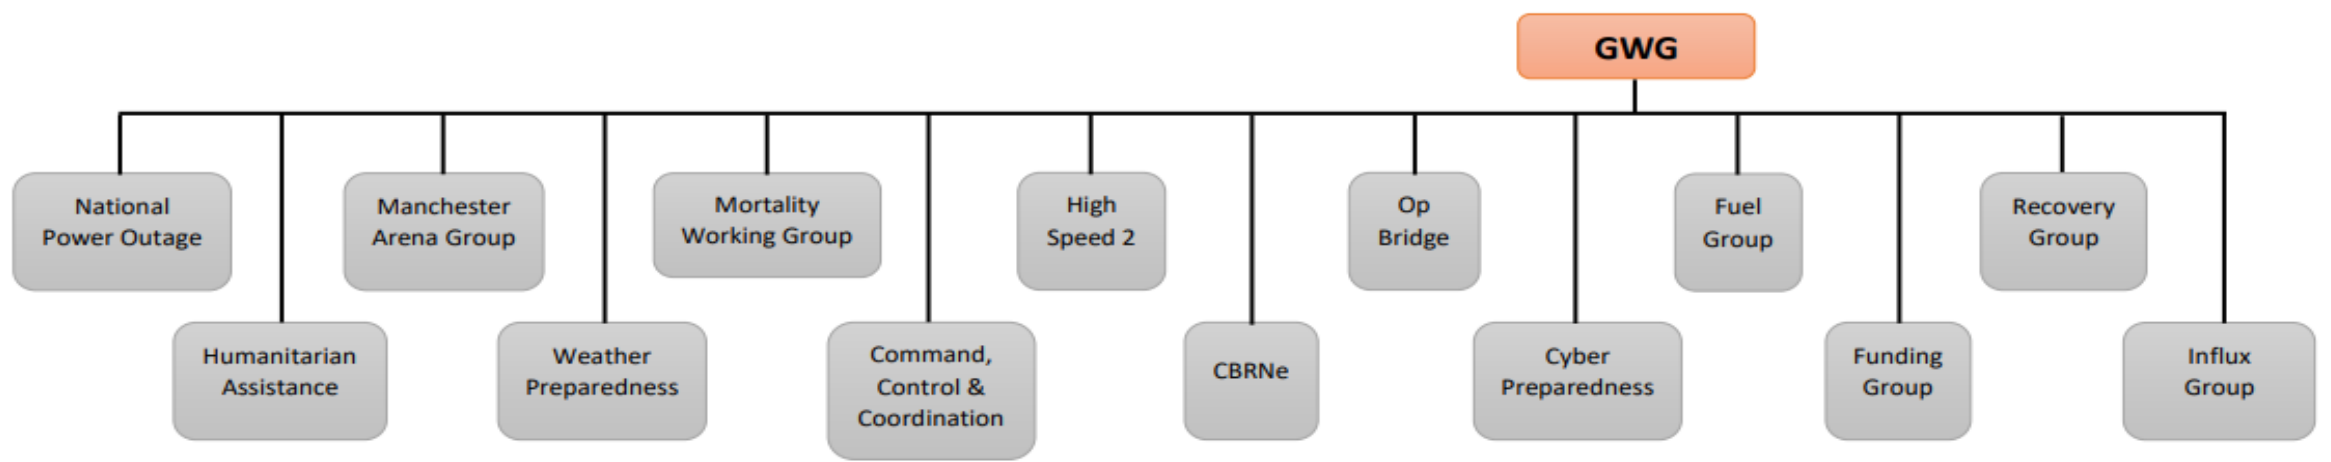 GWG
National
Power Outage
Manchester
Arena Group
Mortality
Working Group
High
Speed 2
Op
Bridge
Fuel
Group
Recovery
Group
Humanitarian
Assistance
Weather
Preparedness
Command,
Control &
Coordination
CBRNe
Cyber
Preparedness
Funding
Group
Influx
Group